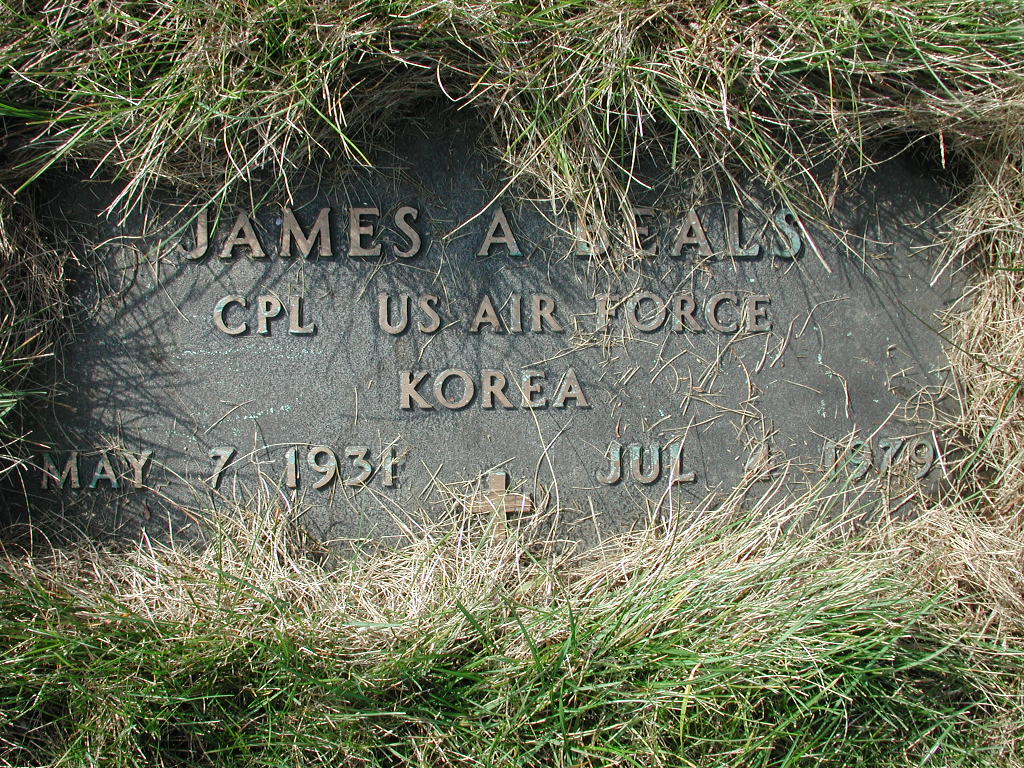 JAMES A BEALS
CPL US AIR FORCE
KOREA
MAY 7 1931 JUL 1979